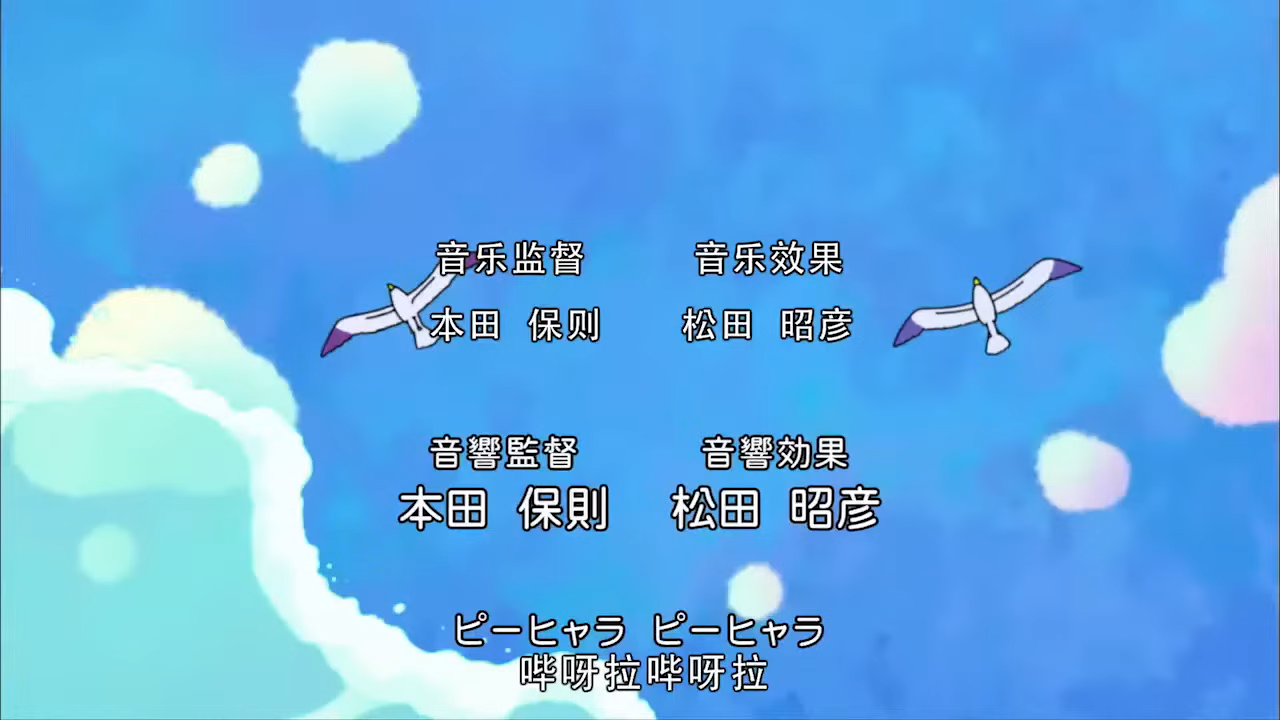 音乐监督 音乐效果
本田 保则 松田 昭彦
音響監督 音響効果
本田 保則 松田 昭彦
ピーヒャラ ピーヒャラ
哔呀拉哔呀拉